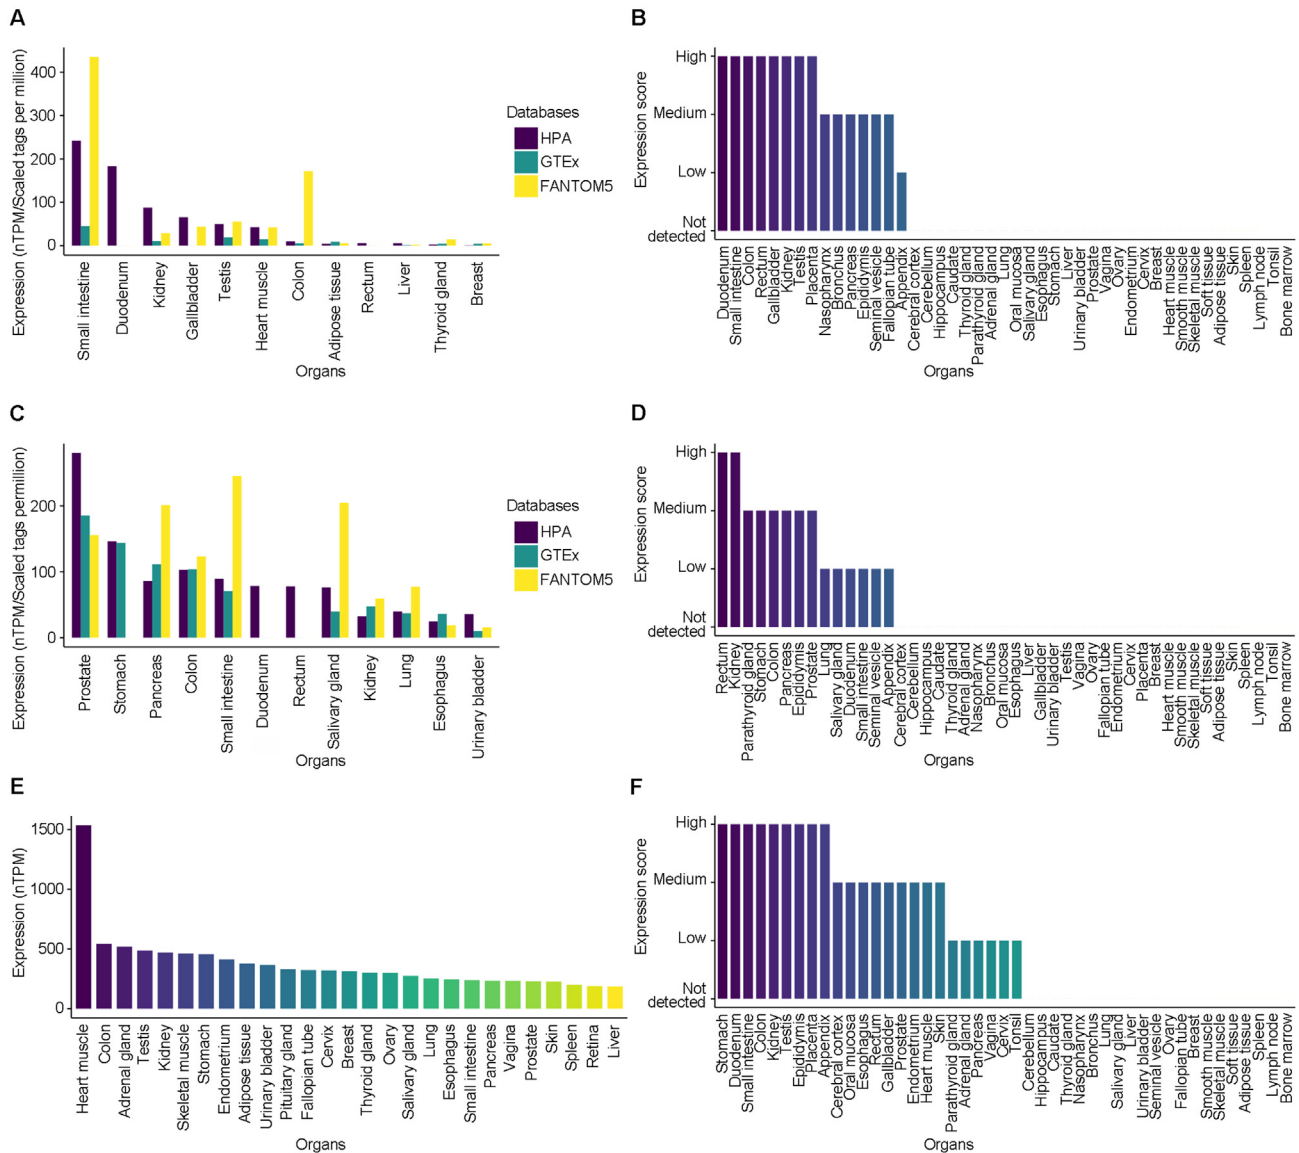 A
Expression (nTPM/Scaled tags per million)
400
300
200
100
0
Databases
HPA
GTEx
FANTOM5
Small intestine
Duodenum
Kidney
Gallbladder
Testis
Heart muscle
Colon
Adipose tissue
Rectum
Liver
Thyroid gland
Breast
Organs
B
Expression score
High
Medium
Low
Not
detected
Duodenum
Small intestine
Colon
Rectum
Gallbladder
Kidney
Testis
Placenta
Nasopharynx
Bronchus
Pancreas
Epididymis
Seminal vesicle
Fallopian tube
Appendix
Cerebral cortex
Cerebellum
Hippocampus
Caudate
Thyroid gland
Parathyroid gland
Adrenal gland
Lung
Oral mucosa
Salivary gland
Esophagus
Stomach
Liver
Urinary bladder
Prostate
Vagina
Ovary
Endometrium
Cervix
Breast
Heart muscle
Smooth muscle
Skeletal muscle
Soft tissue
Adipose tissue
Skin
Spleen
Lymph node
Tonsil
Bone marrow
Organs
C
Expression (nTPM/Scaled tags permillion)
200
100
0
Databases
HPA
GTEx
FANTOM5
Prostate
Stomach
Pancreas
Colon
Small intestine
Duodenum
Rectum
Salivary gland
Kidney
Lung
Esophagus
Urinary bladder
Organs
D
Expression score
High
Medium
Low
Not
detected
Rectum
Kidney
Parathyroid gland
Stomach
Colon
Pancreas
Epididymis
Prostate
Lung
Salivary gland
Duodenum
Small intestine
Seminal vesicle
Appendix
Cerebral cortex
Cerebellum
Hippocampus
Caudate
Thyroid gland
Adrenal gland
Nasopharynx
Bronchus
Oral mucosa
Esophagus
Liver
Gallbladder
Urinary bladder
Testis
Vagina
Ovary
Fallopian tube
Endometrium
Cervix
Placenta
Breast
Heart muscle
Smooth muscle
Skeletal muscle
Soft tissue
Adipose tissue
Skin
Spleen
Lymph node
Tonsil
Bone marrow
Organs
E
Expression (nTPM)
1500
1000
500
0
Heart muscle
Colon
Adrenal gland
Testis
Kidney
Skeletal muscle
Stomach
Endometrium
Adipose tissue
Urinary bladder
Pituitary gland
Fallopian tube
Cervix
Breast
Thyroid gland
Ovary
Salivary gland
Lung
Esophagus
Small intestine
Pancreas
Vagina
Prostate
Skin
Spleen
Retina
Liver
Organs
F
Expression score
High
Medium
Low
Not
detected
Stomach
Duodenum
Small intestine
Colon
Kidney
Testis
Epididymis
Placenta
Appendix
Cerebral cortex
Oral mucosa
Esophagus
Rectum
Gallbladder
Prostate
Endometrium
Heart muscle
Skin
Parathyroid gland
Adrenal gland
Pancreas
Vagina
Cervix
Tonsil
Cerebellum
Hippocampus
Caudate
Thyroid gland
Nasopharynx
Bronchus
Lung
Salivary gland
Liver
Urinary bladder
Seminal vesicle
Ovary
Fallopian tube
Breast
Smooth muscle
Skeletal muscle
Soft tissue
Adipose tissue
Spleen
Lymph node
Bone marrow
Organs